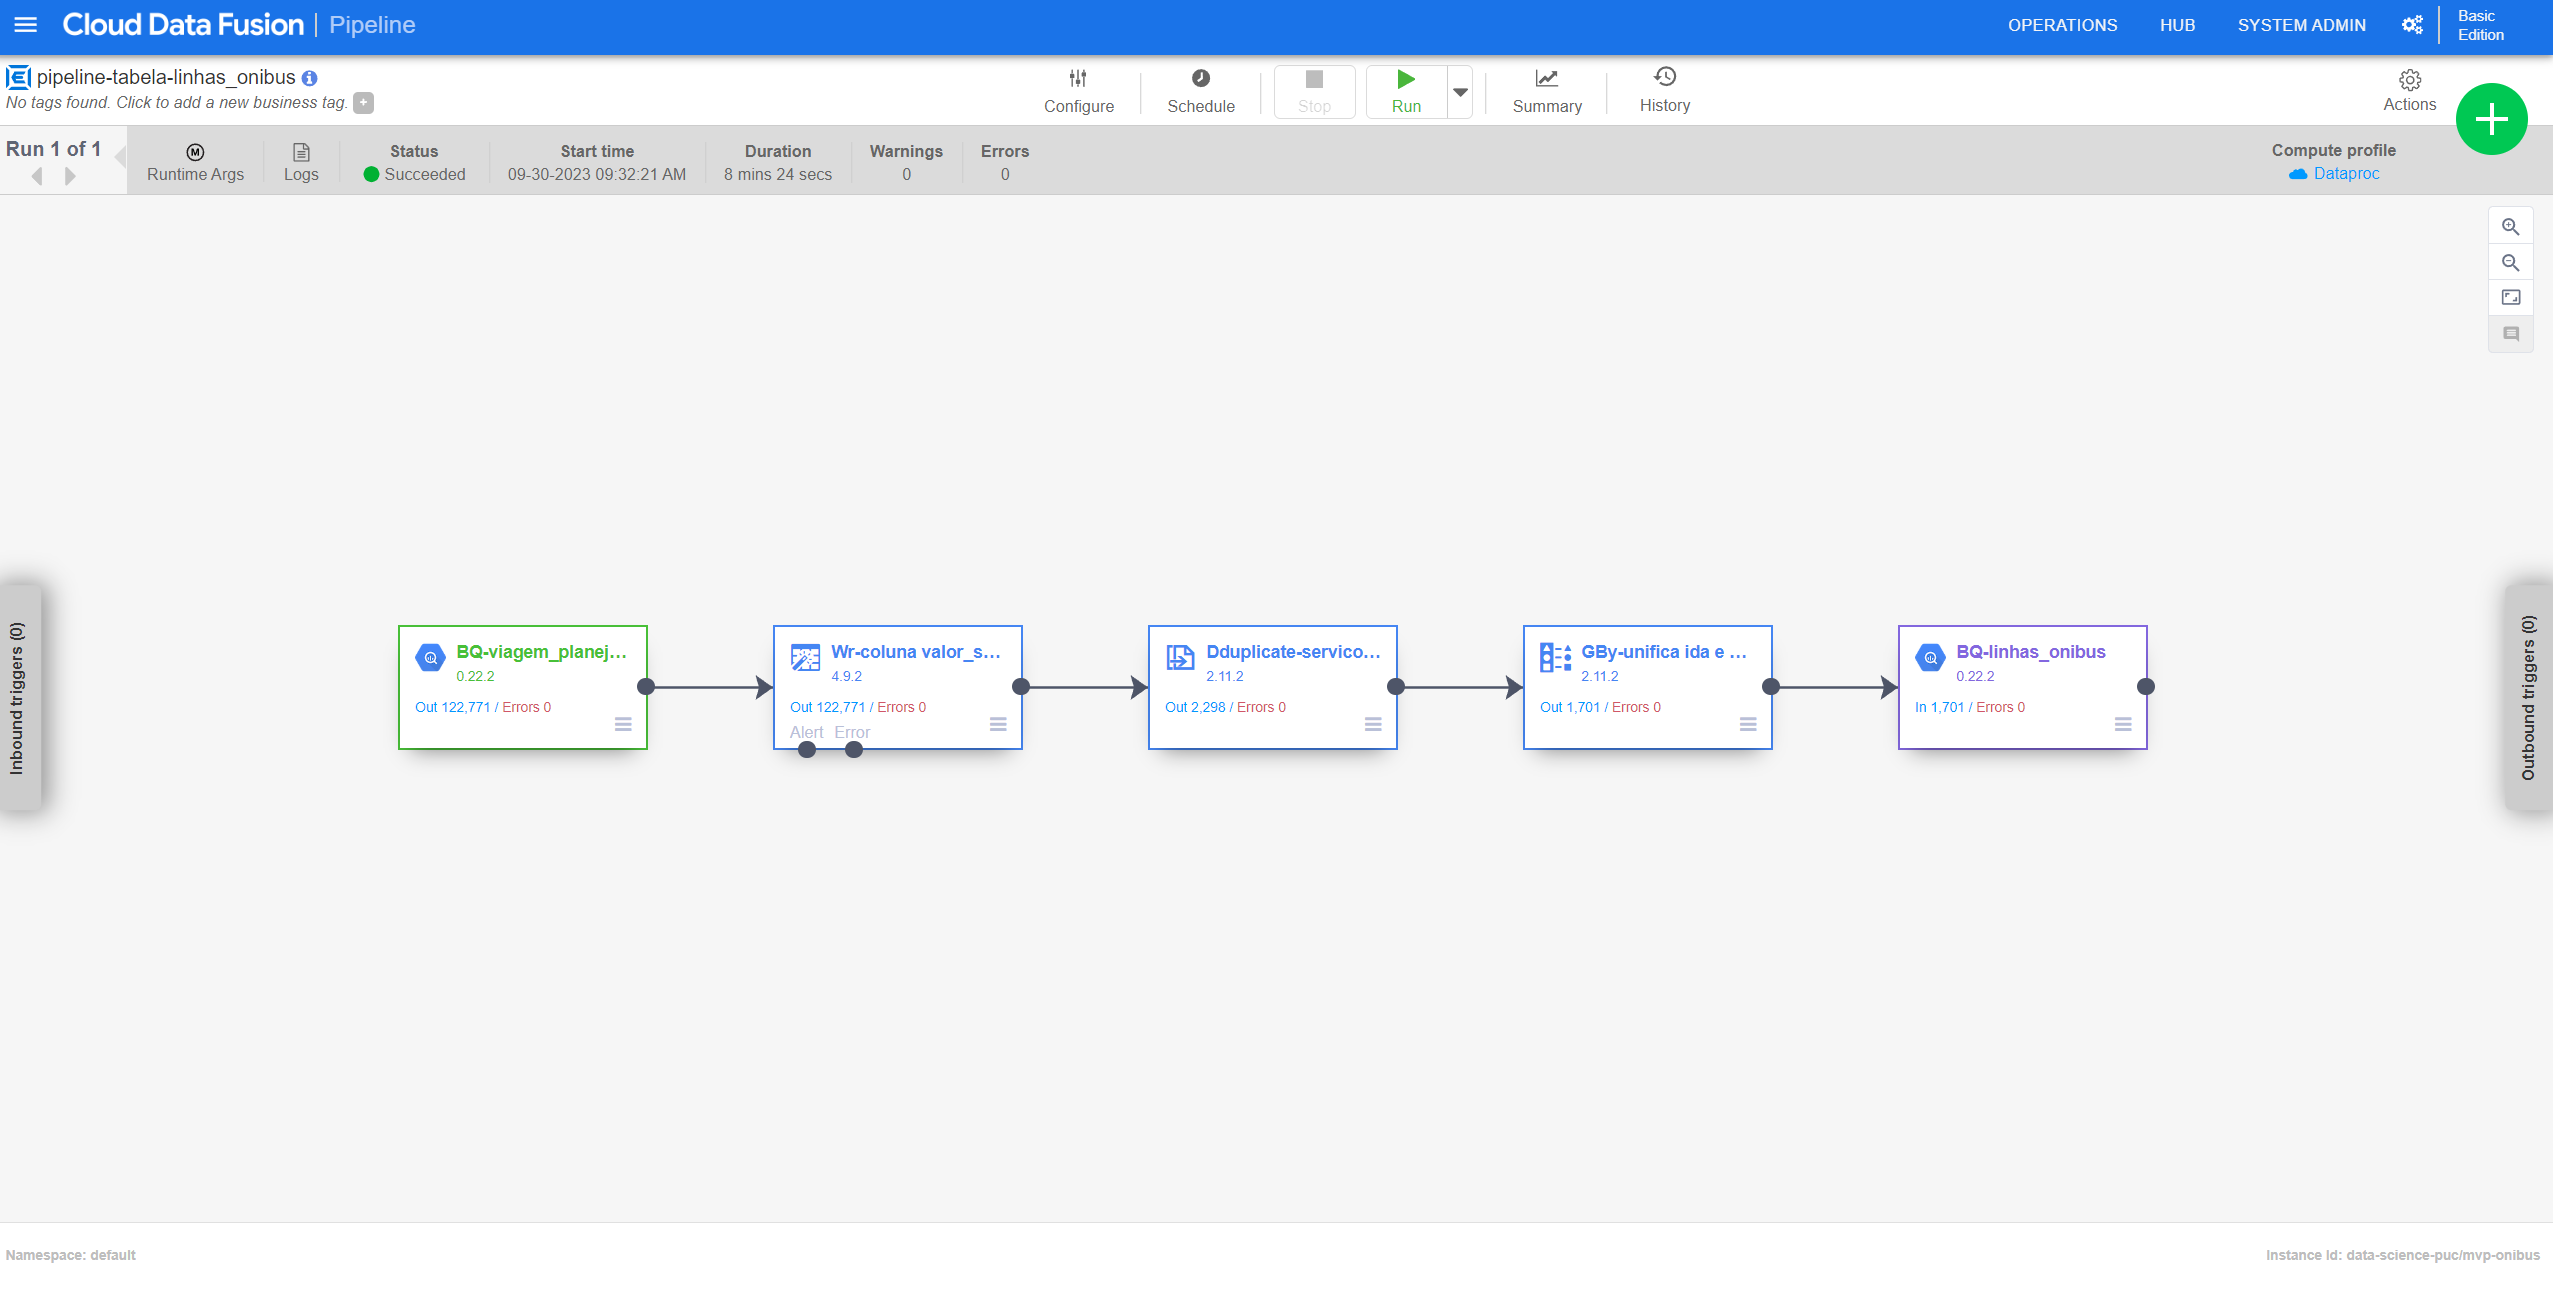 Cloud Data Fusion | Pipeline
OPERATIONS
HUB
SYSTEM ADMIN
Basic
Edition
pipeline-tabela-linhas_onibus
No tags found. Click to add a new business tag.
Configure
Schedule
Stop
Run
Summary
History
Actions
Run 1 of 1
Runtime Args
Logs
Status
Succeeded
Start time
09-30-2023 09:32:21 AM
Duration
8 mins 24 secs
Warnings
0
Errors
0
Compute profile
Dataproc
Inbound triggers (0)
BQ-viagem_planej...
0.22.2
Out 122,771 / Errors 0
Wr-coluna valor_s...
4.9.2
Out 122,771 / Errors 0
Alert Error
Dduplicate-servico...
2.11.2
Out 2,298 / Errors 0
GBy-unifica ida e ...
2.11.2
Out 1,701 / Errors 0
BQ-linhas_onibus
0.22.2
In 1,701 / Errors 0
Outbound triggers (0)
Namespace: default
Instance Id: data-science-puc/mvp-onibus